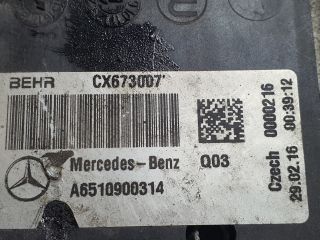 BEHR CX673007
Mercedes-Benz Q03
A6510900314
Czech 0000216
29.02.16 00:39:12